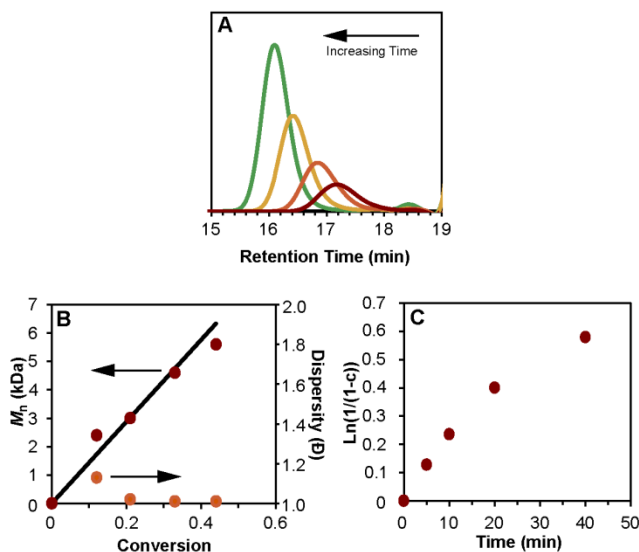 A
Increasing Time
15 16 17 18 19
Retention Time (min)
B
7
6
5
4
3
2
1
0
Mn (kDa)
2.0
1.8
1.6
1.4
1.2
1.0
Dispersity (Đ)
0 0.2 0.4 0.6
Conversion
C
0.7
0.6
0.5
0.4
0.3
0.2
0.1
0
Ln(1/(1-c))
0 10 20 30 40 50
Time (min)